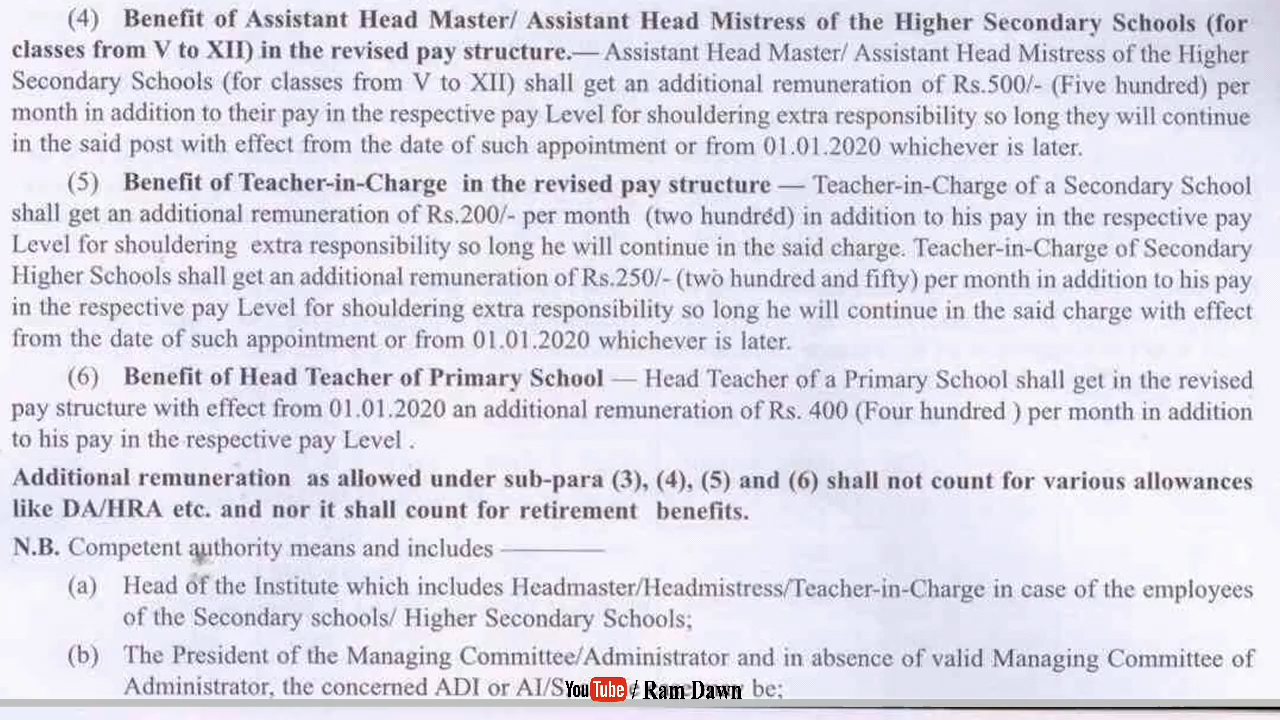 (4) Benefit of Assistant Head Master/ Assistant Head Mistress of the Higher Secondary Schools (for
classes from V to XII) in the revised pay structure.— Assistant Head Master/ Assistant Head Mistress of the Higher
Secondary Schools (for classes from V to XII) shall get an additional remuneration of Rs.500/- (Five hundred) per
month in addition to their pay in the respective pay Level for shouldering extra responsibility so long they will continue
in the said post with effect from the date of such appointment or from 01.01.2020 whichever is later.
(5) Benefit of Teacher-in-Charge in the revised pay structure — Teacher-in-Charge of a Secondary School
shall get an additional remuneration of Rs.200/- per month (two hundred) in addition to his pay in the respective pay
Level for shouldering extra responsibility so long he will continue in the said charge. Teacher-in-Charge of Secondary
Higher Schools shall get an additional remuneration of Rs.250/- (two hundred and fifty) per month in addition to his pay
in the respective pay Level for shouldering extra responsibility so long he will continue in the said charge with effect
from the date of such appointment or from 01.01.2020 whichever is later.
(6) Benefit of Head Teacher of Primary School — Head Teacher of a Primary School shall get in the revised
pay structure with effect from 01.01.2020 an additional remuneration of Rs. 400 (Four hundred ) per month in addition
to his pay in the respective pay Level .
Additional remuneration as allowed under sub-para (3), (4), (5) and (6) shall not count for various allowances
like DA/HRA etc. and nor it shall count for retirement benefits.
N.B. Competent authority means and includes ————
(a) Head of the Institute which includes Headmaster/Headmistress/Teacher-in-Charge in case of the employees
of the Secondary schools/ Higher Secondary Schools;
(b) The President of the Managing Committee/Administrator and in absence of valid Managing Committee of
Administrator, the concerned ADI or AI/S be;
YouTube / Ram Dawn